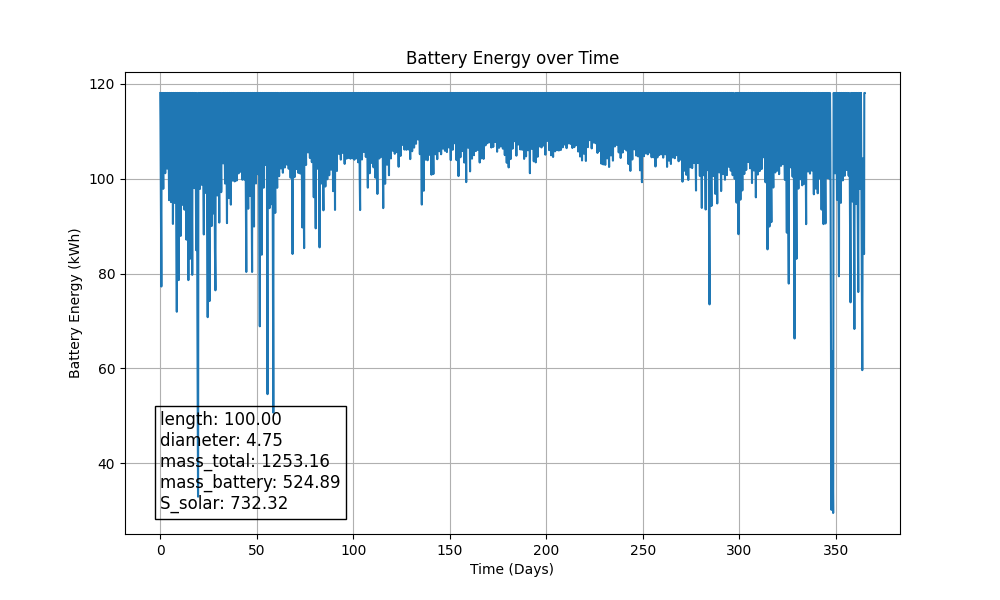 Battery Energy over Time
120
100
80
60
40
Battery Energy (kWh)
length: 100.00
diameter: 4.75
mass_total: 1253.16
mass_battery: 524.89
S_solar: 732.32
0 50 100 150 200 250 300 350
Time (Days)